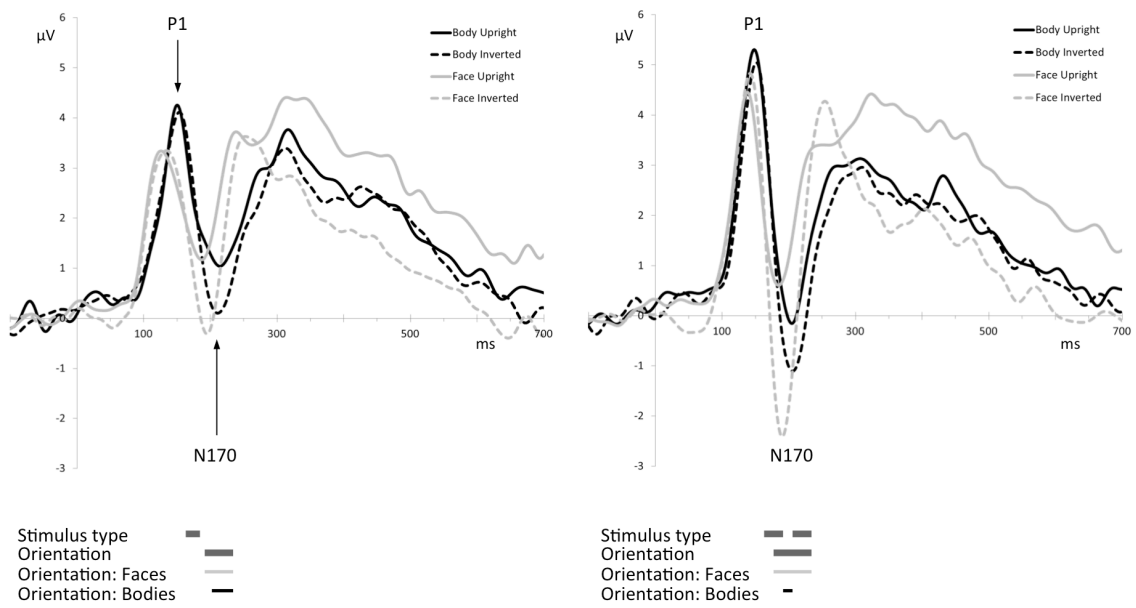 P1
6
μV
5
4
3
2
1
0
-1
-2
-3
100
300
500
700
ms
N170
Body Upright
Body Inverted
Face Upright
Face Inverted
Stimulus type
Orientation
Orientation: Faces
Orientation: Bodies
P1
6
μV
5
4
3
2
1
0
-1
-2
-3
100
300
500
700
ms
N170
Body Upright
Body Inverted
Face Upright
Face Inverted
Stimulus type
Orientation
Orientation: Faces
Orientation: Bodies